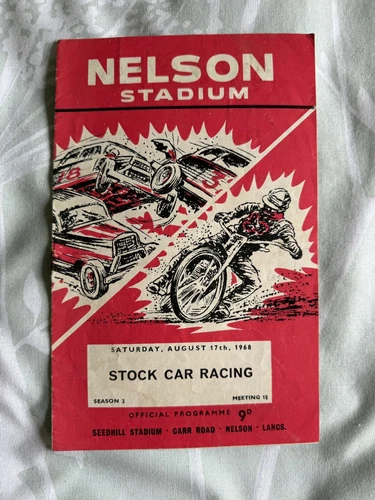 NELSON
STADIUM
SATURDAY, AUGUST 17th, 1968
STOCK CAR RACING
SEASON 2 MEETING 15
OFFICIAL PROGRAMME 9D
SEEDHILL STADIUM · CARR ROAD · NELSON · LANCS.